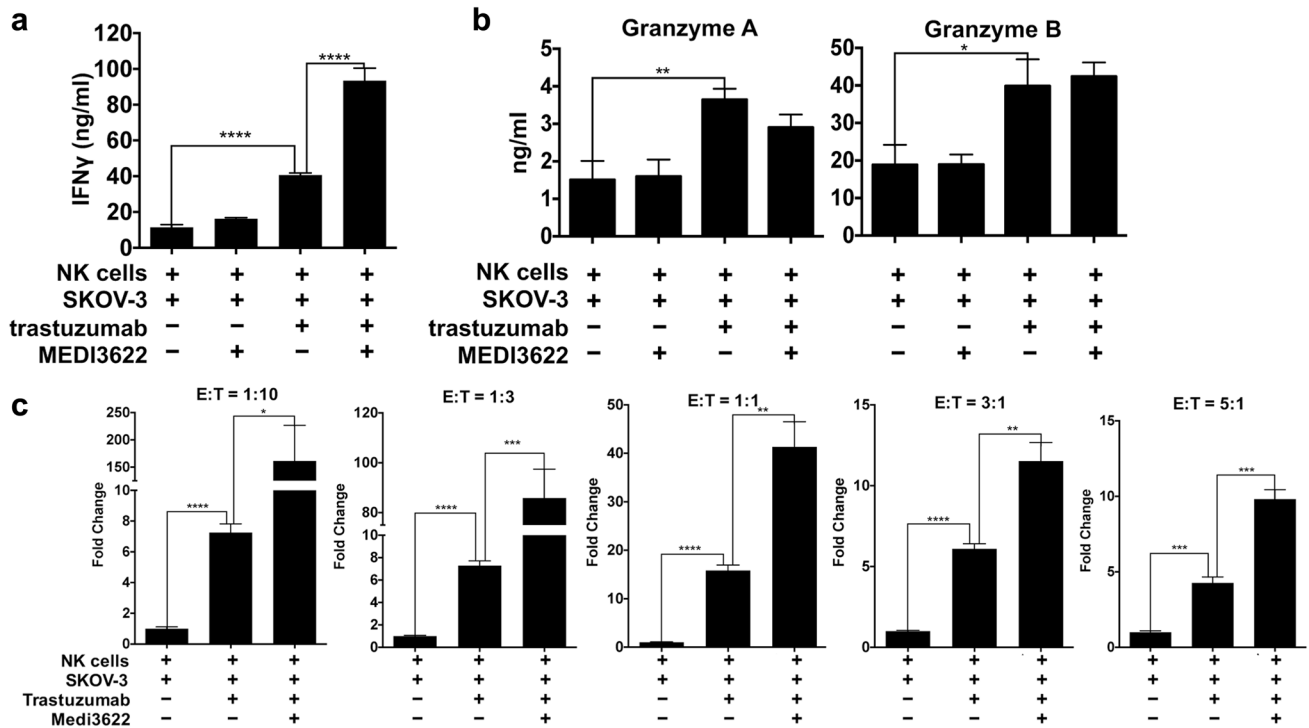 a
IFNγ (ng/ml)
120
100
80
60
40
20
0
****
****
NK cells + + + +
SKOV-3 + + + +
trastuzumab − − + +
MEDI3622 − + − +
b
Granzyme A
ng/ml
5
4
3
2
1
0
**
Granzyme B
50
40
30
20
10
0
*
NK cells + + + + + + + +
SKOV-3 + + + + + + + +
trastuzumab − − + + − − + +
MEDI3622 − + − + − + − +
c
E:T = 1:10
Fold Change
250
200
150
10
8
6
4
2
0
****
*
E:T = 1:3
Fold Change
120
100
80
10
8
6
4
2
0
****
***
E:T = 1:1
Fold Change
50
40
30
20
10
0
****
**
E:T = 3:1
Fold Change
15
10
5
0
****
**
E:T = 5:1
Fold Change
15
10
5
0
***
***
NK cells + + + + + + + + + + + + + + +
SKOV-3 + + + + + + + + + + + + + + +
Trastuzumab − + + − + + − + + − + + − + +
Medi3622 − − + − − + − − + − − + − − +